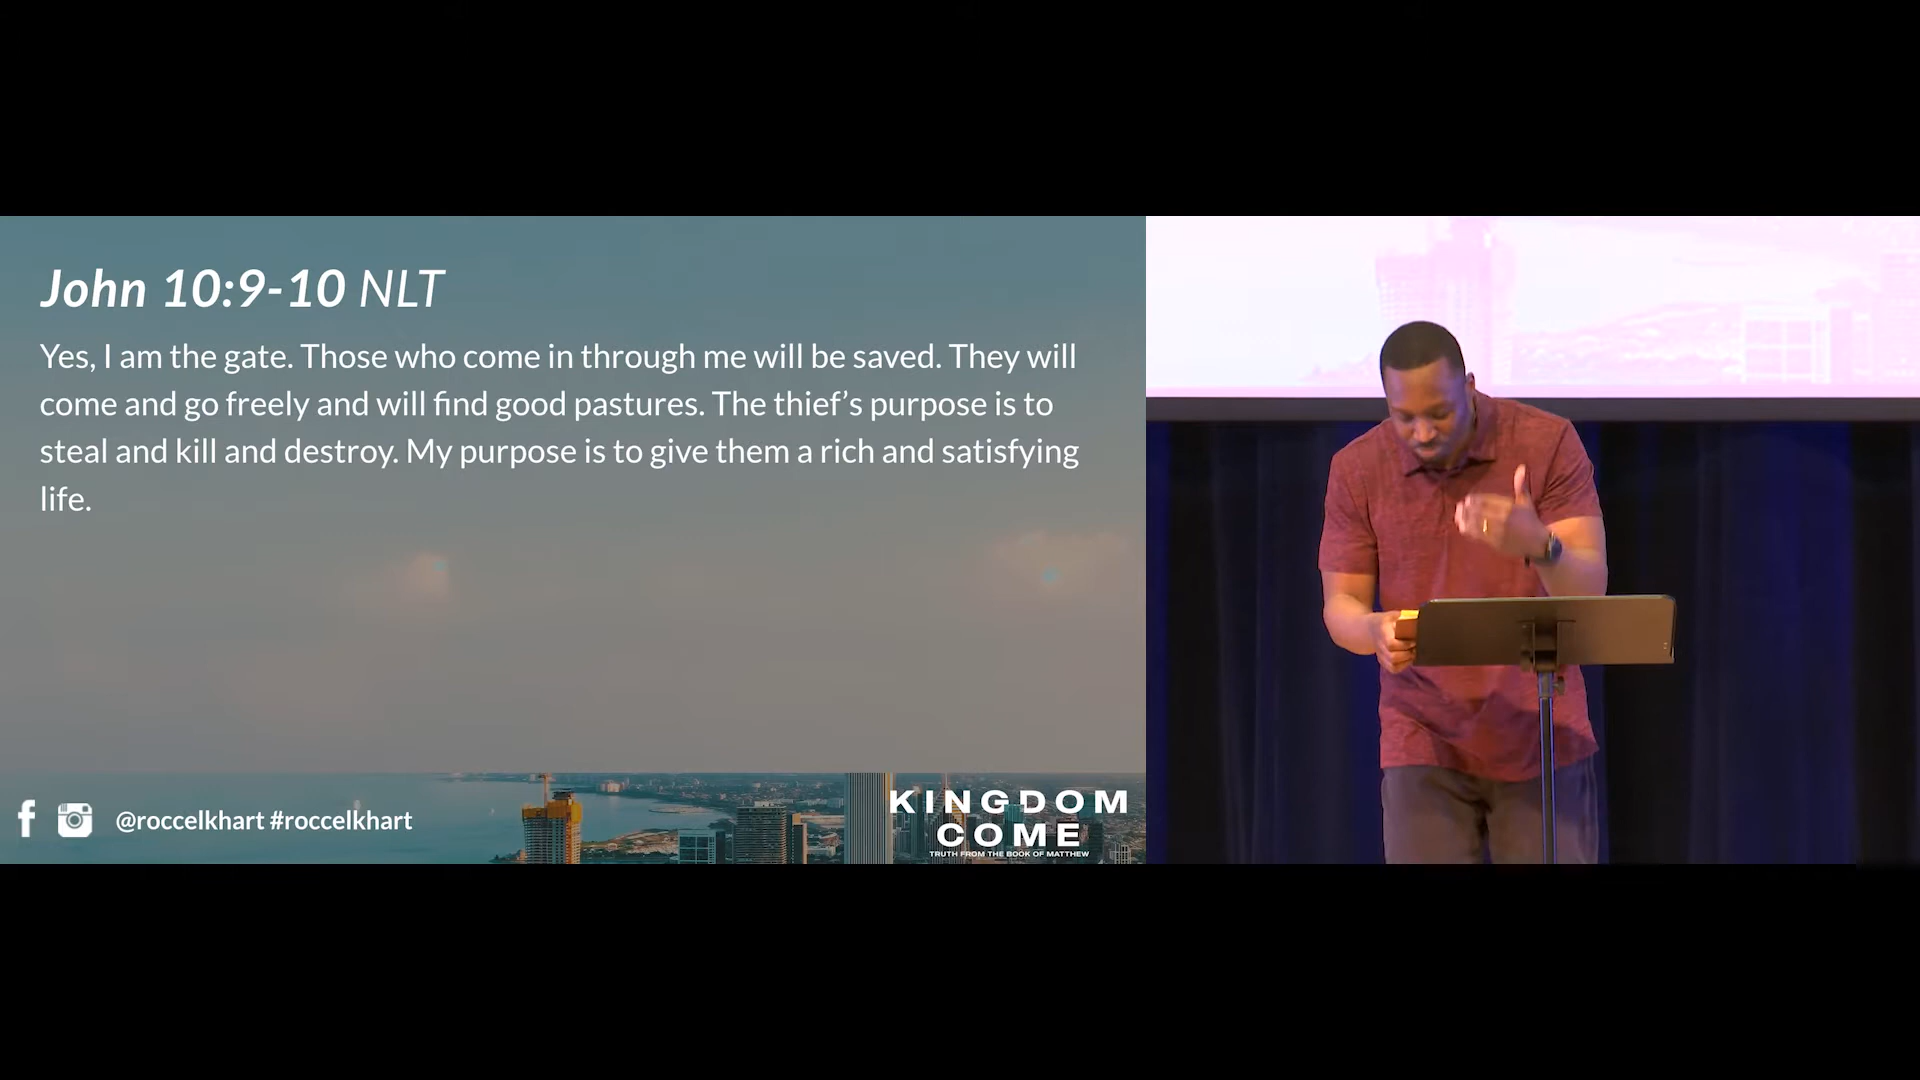 John 10:9-10 NLT
Yes, I am the gate. Those who come in through me will be saved. They will
come and go freely and will find good pastures. The thief’s purpose is to
steal and kill and destroy. My purpose is to give them a rich and satisfying
life.
@roccelkhart #roccelkhart
KINGDOM
COME
TRUTH FROM THE BOOK OF MATTHEW